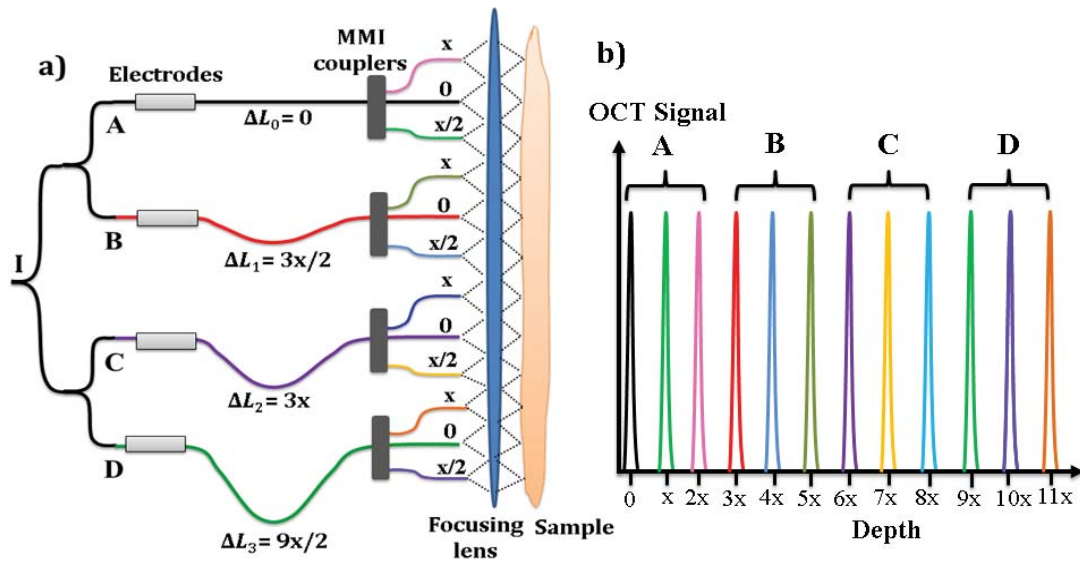 a)
Electrodes
MMI
couplers
I
A
ΔL₀= 0
x
0
x/2
B
ΔL₁= 3x/2
x
0
x/2
C
ΔL₂= 3x
x
0
x/2
D
ΔL₃= 9x/2
x
0
x/2
Focusing
lens
Sample
b)
OCT Signal
A B C D
0 x 2x 3x 4x 5x 6x 7x 8x 9x 10x 11x
Depth